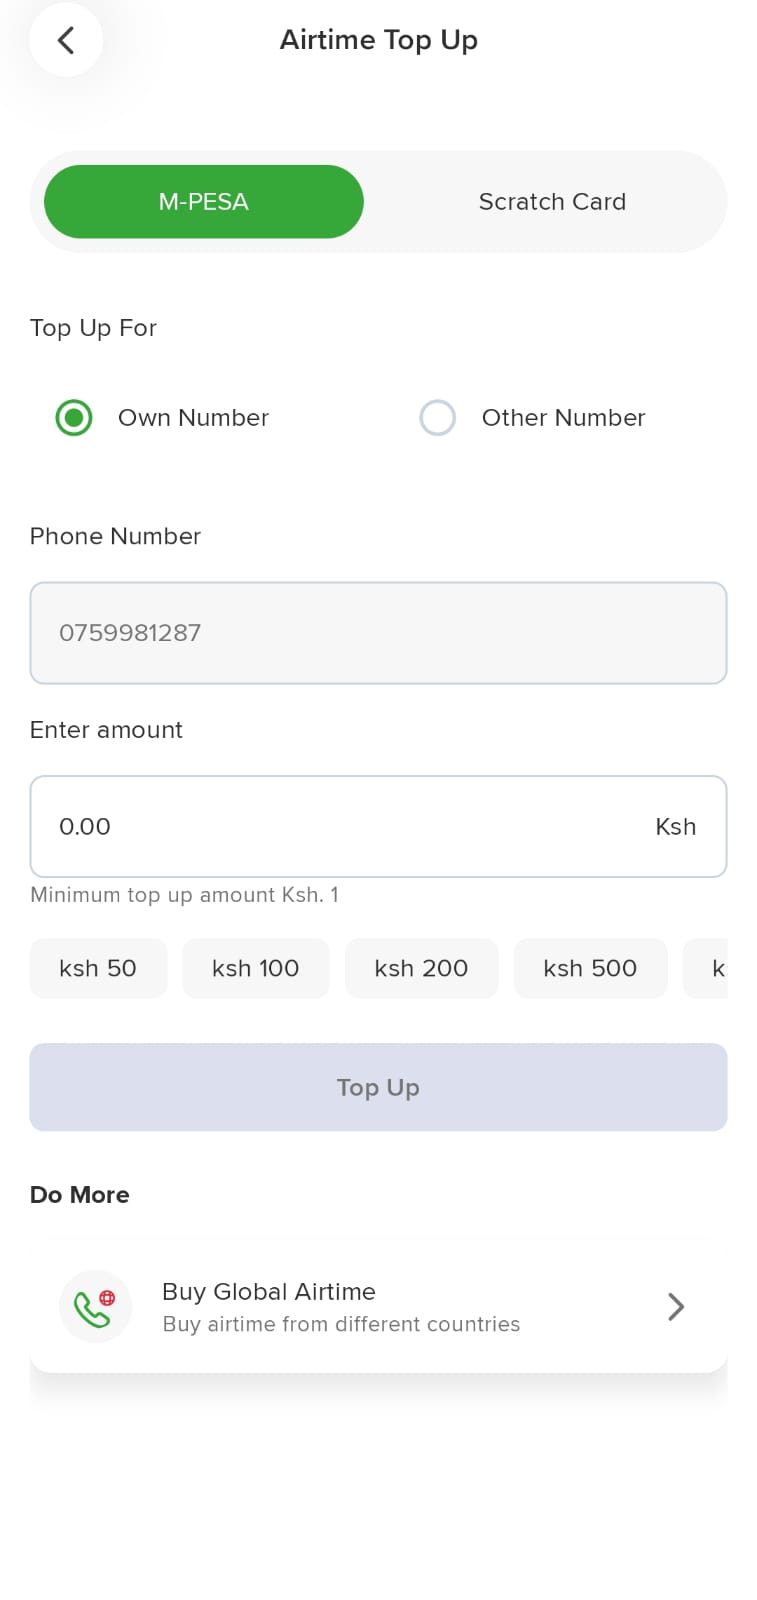 Airtime Top Up
M-PESA Scratch Card
Top Up For
Own Number Other Number
Phone Number
0759981287
Enter amount
0.00 Ksh
Minimum top up amount Ksh. 1
ksh 50 ksh 100 ksh 200 ksh 500 k
Top Up
Do More
Buy Global Airtime
Buy airtime from different countries